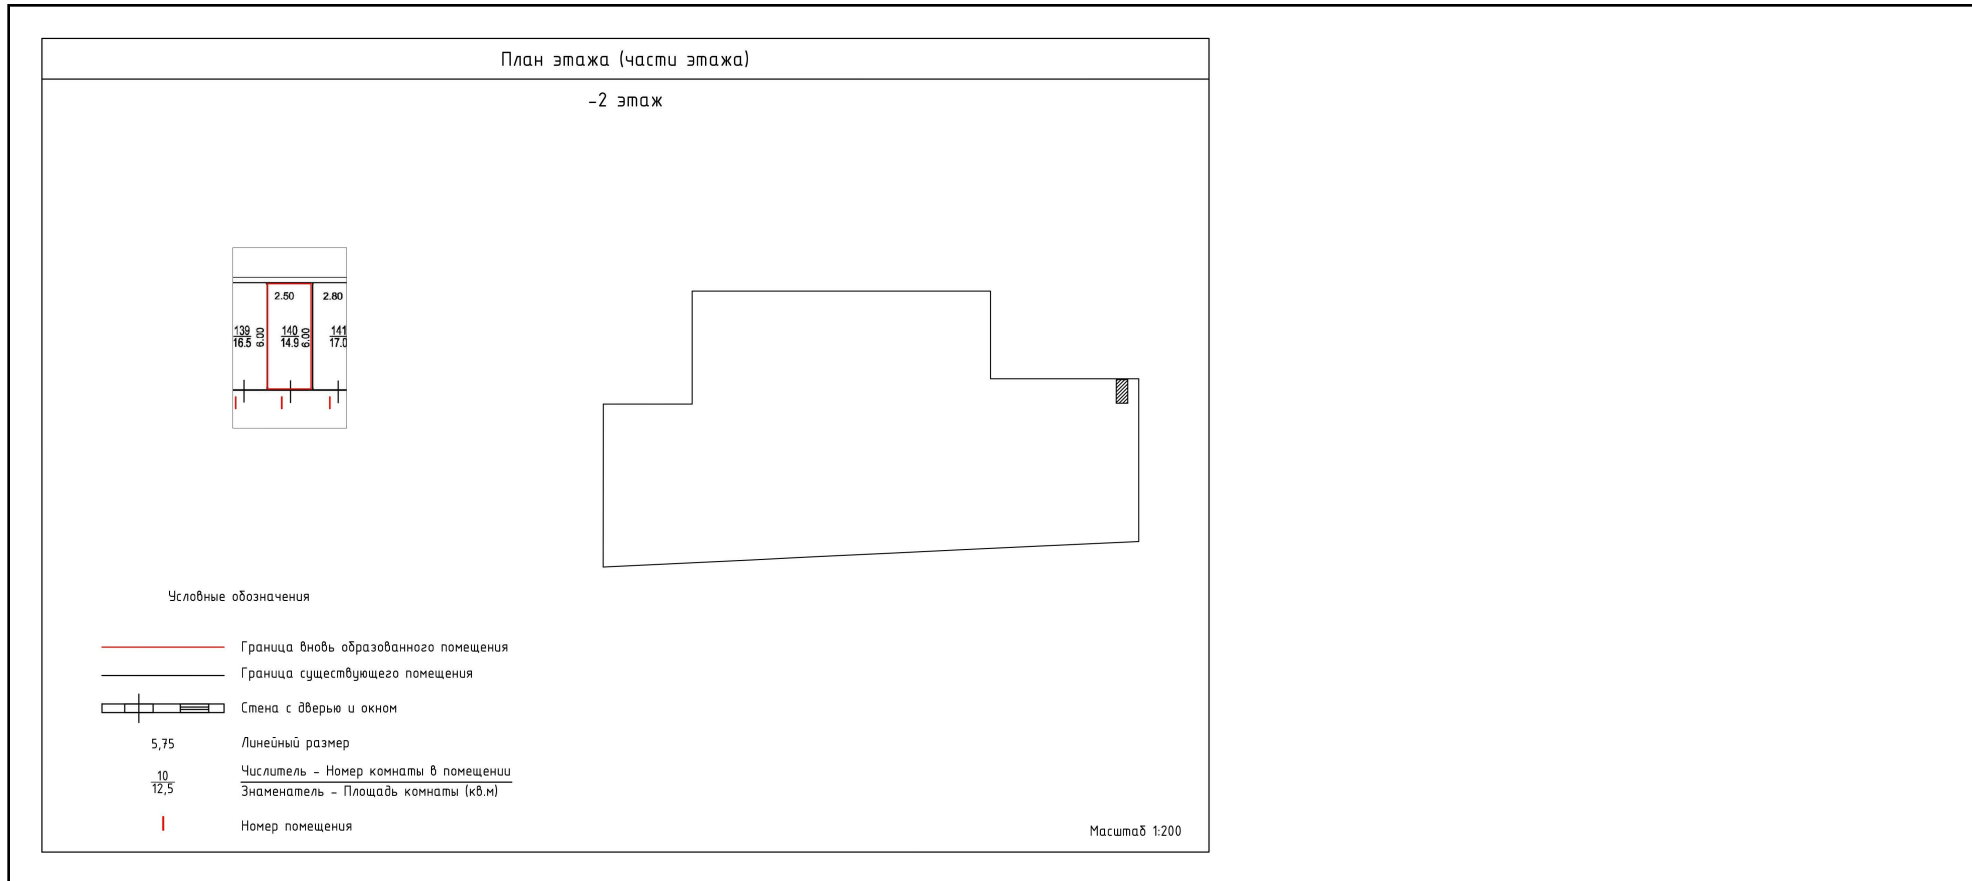 План этажа (части этажа)
-2 этаж
2.50 2.80
139 6.00 140 6.00 141
16.5 14.9 17.0
Условные обозначения
Граница вновь образованного помещения
Граница существующего помещения
Стена с дверью и окном
5,75 Линейный размер
10 Числитель - Номер комнаты в помещении
12,5 Знаменатель - Площадь комнаты (кв.м)
I Номер помещения
Масштаб 1:200